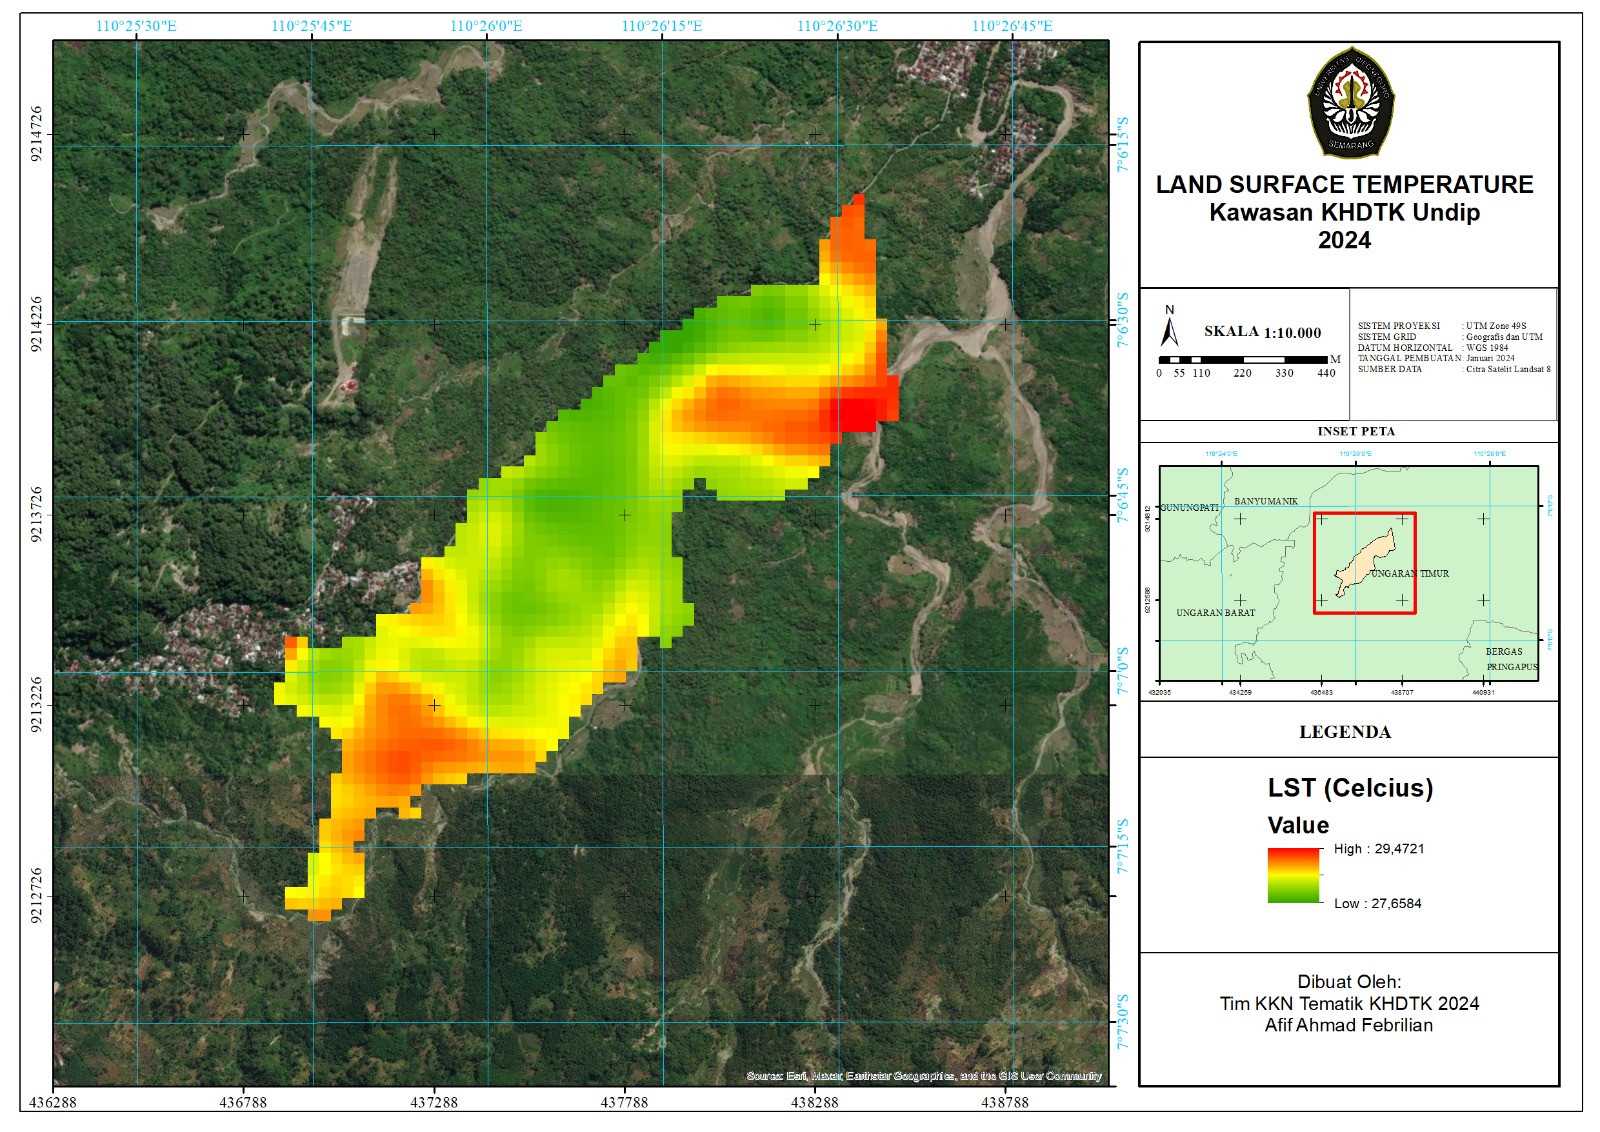 110°25'30"E 110°25'45"E 110°26'0"E 110°26'15"E 110°26'30"E 110°26'45"E
9214726
9214226
9213726
9213226
9212726
7°6'15"S
7°6'30"S
7°6'45"S
7°7'0"S
7°7'15"S
7°7'30"S
436288 436788 437288 437788 438288 438788
Source: Esri, Maxar, Earthstar Geographics, and the GIS User Community
UNIVERSITAS DIPONEGORO
SEMARANG
LAND SURFACE TEMPERATURE
Kawasan KHDTK Undip
2024
N
SKALA 1:10.000
M
0 55 110 220 330 440
SISTEM PROYEKSI : UTM Zone 49S
SISTEM GRID : Geografis dan UTM
DATUM HORIZONTAL : WGS 1984
TANGGAL PEMBUATAN: Januari 2024
SUMBER DATA : Citra Satelit Landsat 8
INSET PETA
110°24'0"E 110°26'0"E 110°28'0"E
GUNUNGPATI
BANYUMANIK
UNGARAN TIMUR
UNGARAN BARAT
BERGAS
PRINGAPUS
432035 434259 436483 438707 440931
LEGENDA
LST (Celcius)
Value
High : 29,4721
Low : 27,6584
Dibuat Oleh:
Tim KKN Tematik KHDTK 2024
Afif Ahmad Febrilian